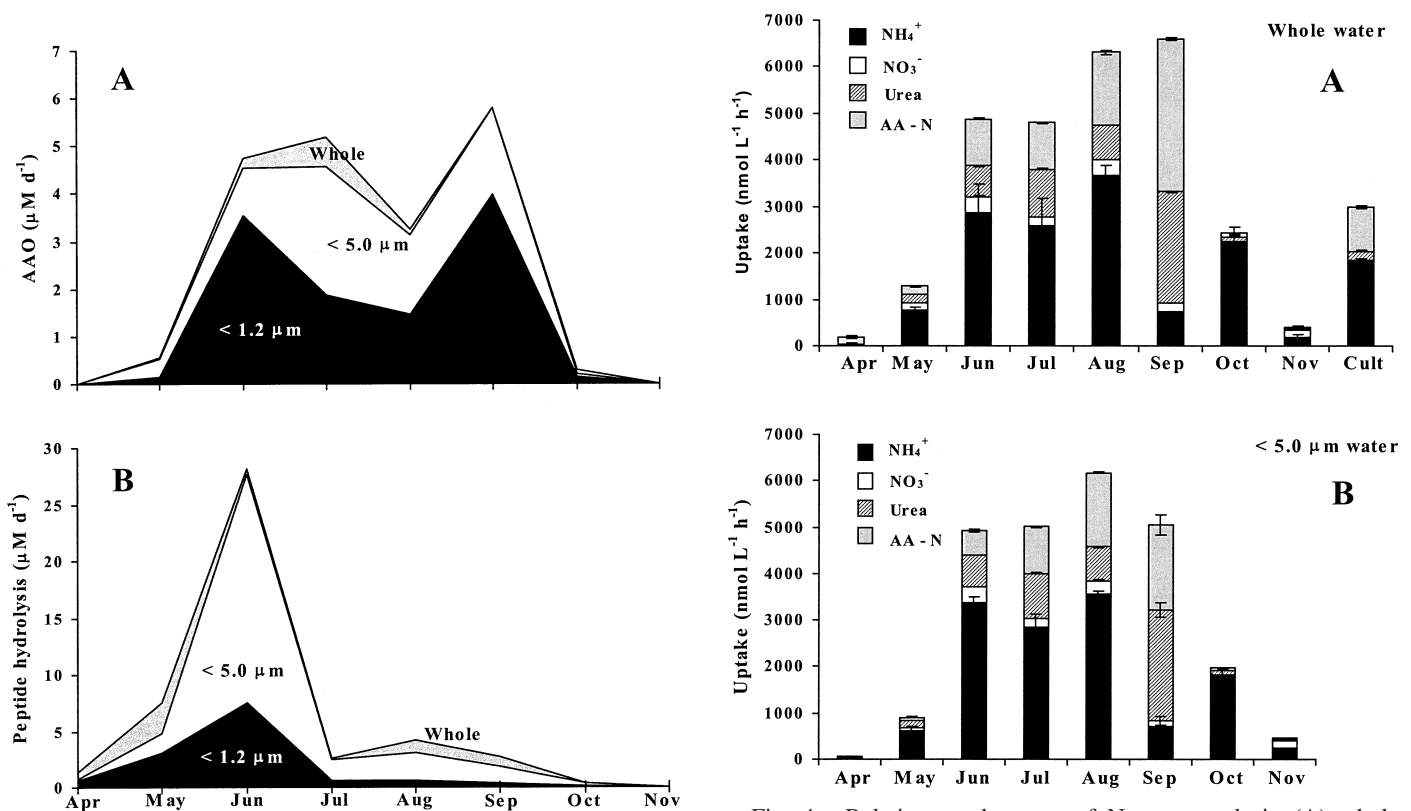 A
AAO (μM d⁻¹)
7
6
5
4
3
2
1
0
Whole
< 5.0 μm
< 1.2 μm
B
Peptide hydrolysis (μM d⁻¹)
30
25
20
15
10
5
0
< 5.0 μm
Whole
< 1.2 μm
Apr May Jun Jul Aug Sep Oct Nov
Whole water
A
Uptake (nmol L⁻¹ h⁻¹)
7000
6000
5000
4000
3000
2000
1000
0
NH₄⁺
NO₃⁻
Urea
AA - N
Apr May Jun Jul Aug Sep Oct Nov Cult
< 5.0 μm water
B
Uptake (nmol L⁻¹ h⁻¹)
7000
6000
5000
4000
3000
2000
1000
0
NH₄⁺
NO₃⁻
Urea
AA - N
Apr May Jun Jul Aug Sep Oct Nov